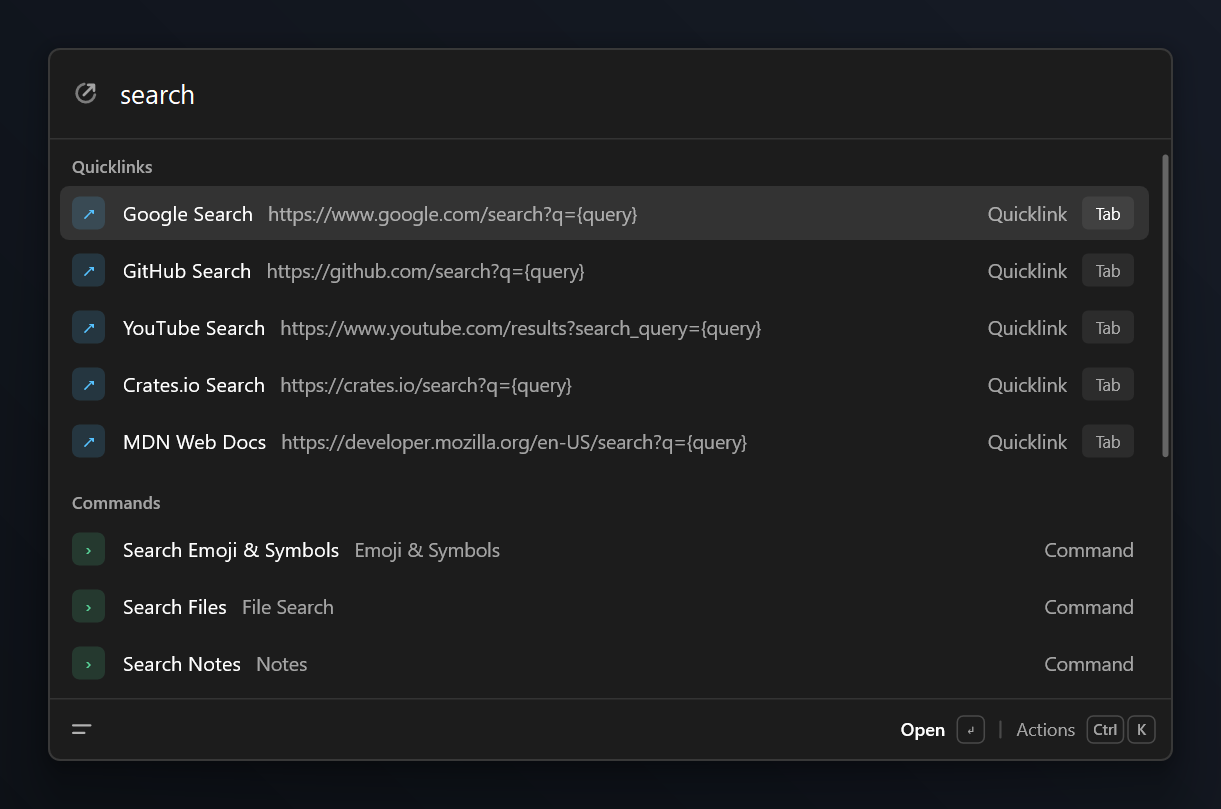 search
Quicklinks
Google Search https://www.google.com/search?q={query} Quicklink Tab
GitHub Search https://github.com/search?q={query} Quicklink Tab
YouTube Search https://www.youtube.com/results?search_query={query} Quicklink Tab
Crates.io Search https://crates.io/search?q={query} Quicklink Tab
MDN Web Docs https://developer.mozilla.org/en-US/search?q={query} Quicklink Tab
Commands
Search Emoji & Symbols Emoji & Symbols Command
Search Files File Search Command
Search Notes Notes Command
Open ↵ | Actions Ctrl K